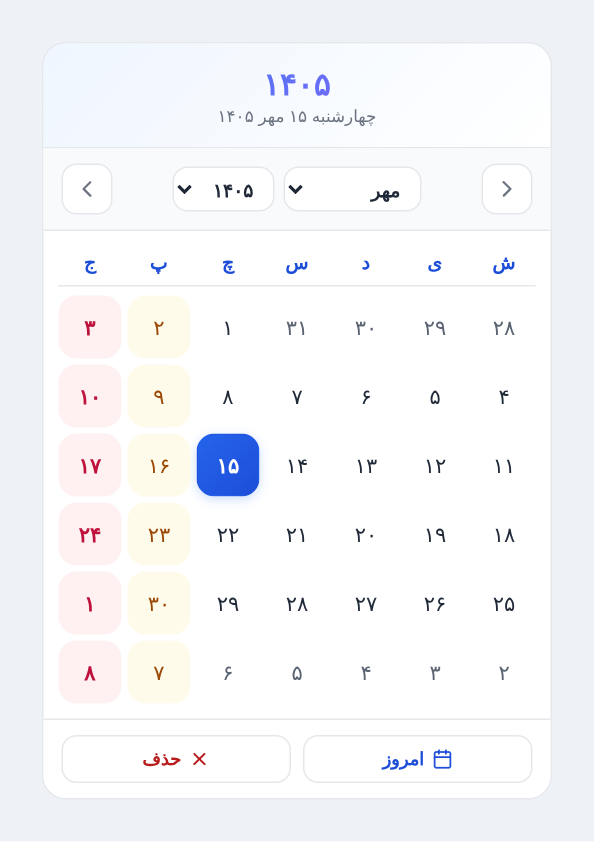 ۱۴۰۵
چهارشنبه ۱۵ مهر ۱۴۰۵
مهر ۱۴۰۵
ش ی د س چ پ ج
۲۸ ۲۹ ۳۰ ۳۱ ۱ ۲ ۳
۴ ۵ ۶ ۷ ۸ ۹ ۱۰
۱۱ ۱۲ ۱۳ ۱۴ ۱۵ ۱۶ ۱۷
۱۸ ۱۹ ۲۰ ۲۱ ۲۲ ۲۳ ۲۴
۲۵ ۲۶ ۲۷ ۲۸ ۲۹ ۳۰ ۱
۲ ۳ ۴ ۵ ۶ ۷ ۸
امروز حذف